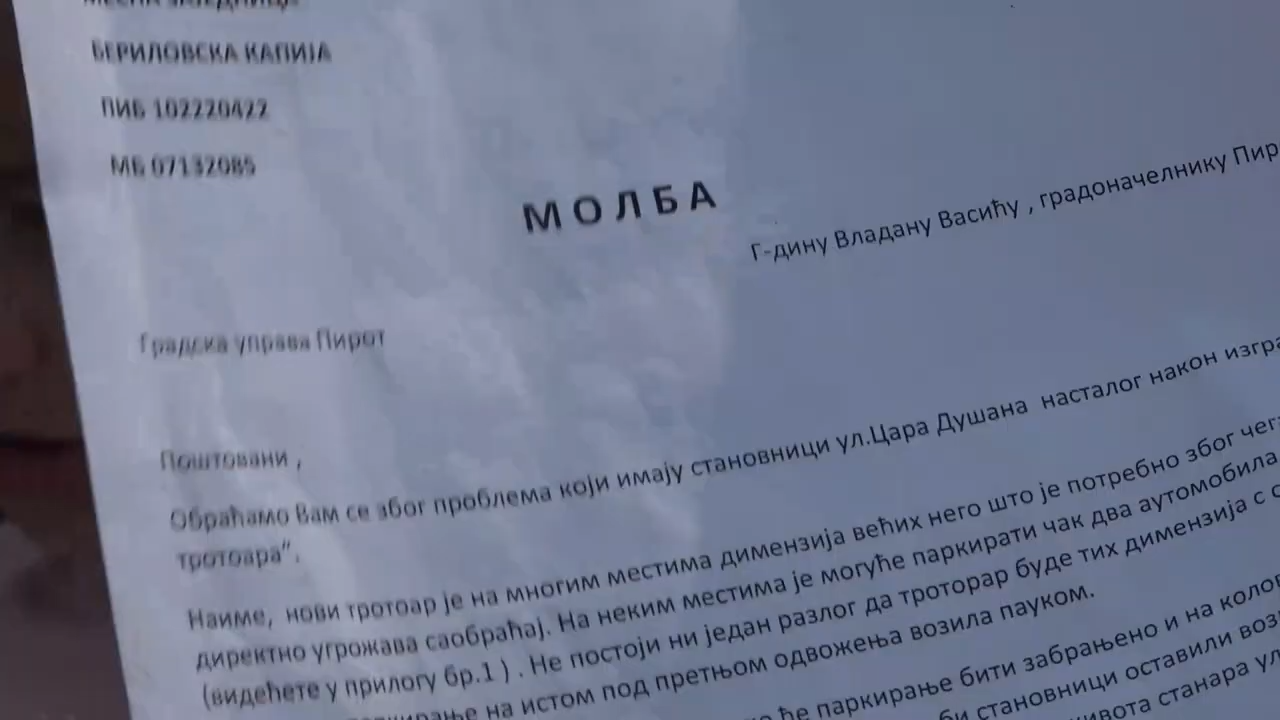 БЕРИЛОВСКА КАПИЈА
ПИБ 102220422
МБ 07132085
МОЛБА
Г-дину Владану Васићу , градоначелнику
Градска управа Пирот
Поштовани ,
Обраћамо Вам се због проблема који имају становници ул.Цара Душана насталог након
тротоара“.
Наиме, нови тротоар је на многим местима димензија већих него што је потребно због
директно угрожава саобраћај. На неким местима је могуће паркирати чак два аутомобила
(видећете у прилогу бр.1 ) . Не постоји ни један разлог да троторар буде тих димензија с
на истом под претњом одвожења возила пауком.
ће паркирање бити забрањено и на
би становници оставили
станара